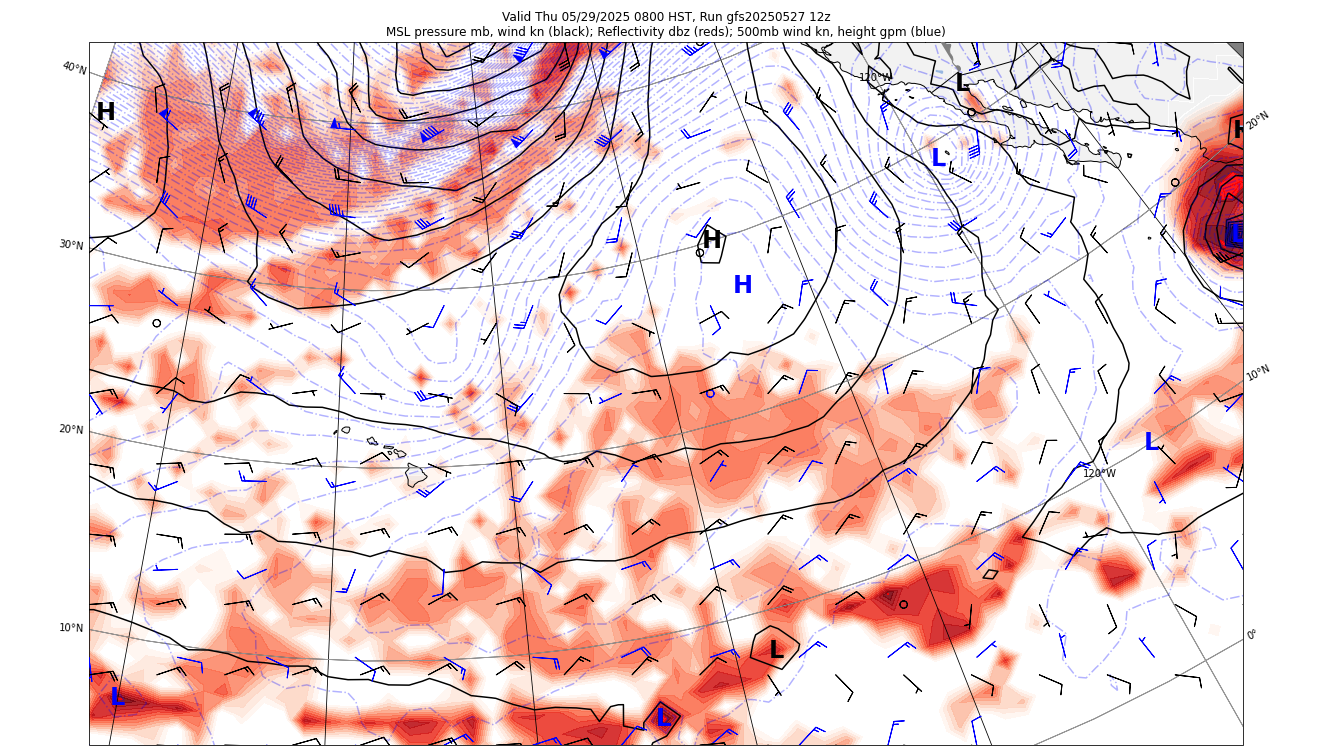 Valid Thu 05/29/2025 0800 HST, Run gfs20250527 12z
MSL pressure mb, wind kn (black); Reflectivity dbz (reds); 500mb wind kn, height gpm (blue)
40°N
120°W
L
H
20°N
H
L
30°N
H
L
H
10°N
20°N
L
120°W
10°N
0°
L
L
L